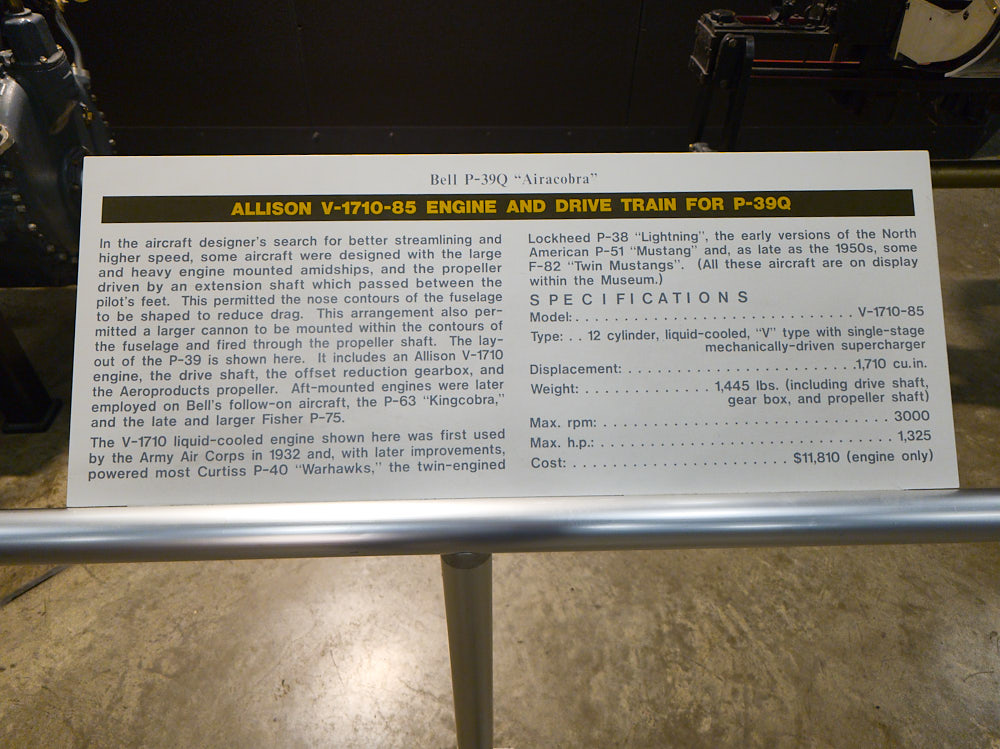 Bell P-39Q “Airacobra”
ALLISON V-1710-85 ENGINE AND DRIVE TRAIN FOR P-39Q
In the aircraft designer's search for better streamlining and
higher speed, some aircraft were designed with the large
and heavy engine mounted amidships, and the propeller
driven by an extension shaft which passed between the
pilot's feet. This permitted the nose contours of the fuselage
to be shaped to reduce drag. This arrangement also per-
mitted a larger cannon to be mounted within the contours of
the fuselage and fired through the propeller shaft. The lay-
out of the P-39 is shown here. It includes an Allison V-1710
engine, the drive shaft, the offset reduction gearbox, and
the Aeroproducts propeller. Aft-mounted engines were later
employed on Bell's follow-on aircraft, the P-63 “Kingcobra,”
and the late and larger Fisher P-75.
The V-1710 liquid-cooled engine shown here was first used
by the Army Air Corps in 1932 and, with later improvements,
powered most Curtiss P-40 “Warhawks,” the twin-engined
Lockheed P-38 “Lightning”, the early versions of the North
American P-51 “Mustang” and, as late as the 1950s, some
F-82 “Twin Mustangs”. (All these aircraft are on display
within the Museum.)
SPECIFICATIONS
Model: . . . . . . . . . . . . . . . . . . . . . . . . . . . . . . . V-1710-85
Type: . . 12 cylinder, liquid-cooled, “V” type with single-stage
mechanically-driven supercharger
Displacement: . . . . . . . . . . . . . . . . . . . . . . . . .1,710 cu.in.
Weight: . . . . . . . . . . . . . . 1,445 lbs. (including drive shaft,
gear box, and propeller shaft)
Max. rpm: . . . . . . . . . . . . . . . . . . . . . . . . . . . . . . . . 3000
Max. h.p.: . . . . . . . . . . . . . . . . . . . . . . . . . . . . . . . . 1,325
Cost: . . . . . . . . . . . . . . . . . . . . . . . . $11,810 (engine only)